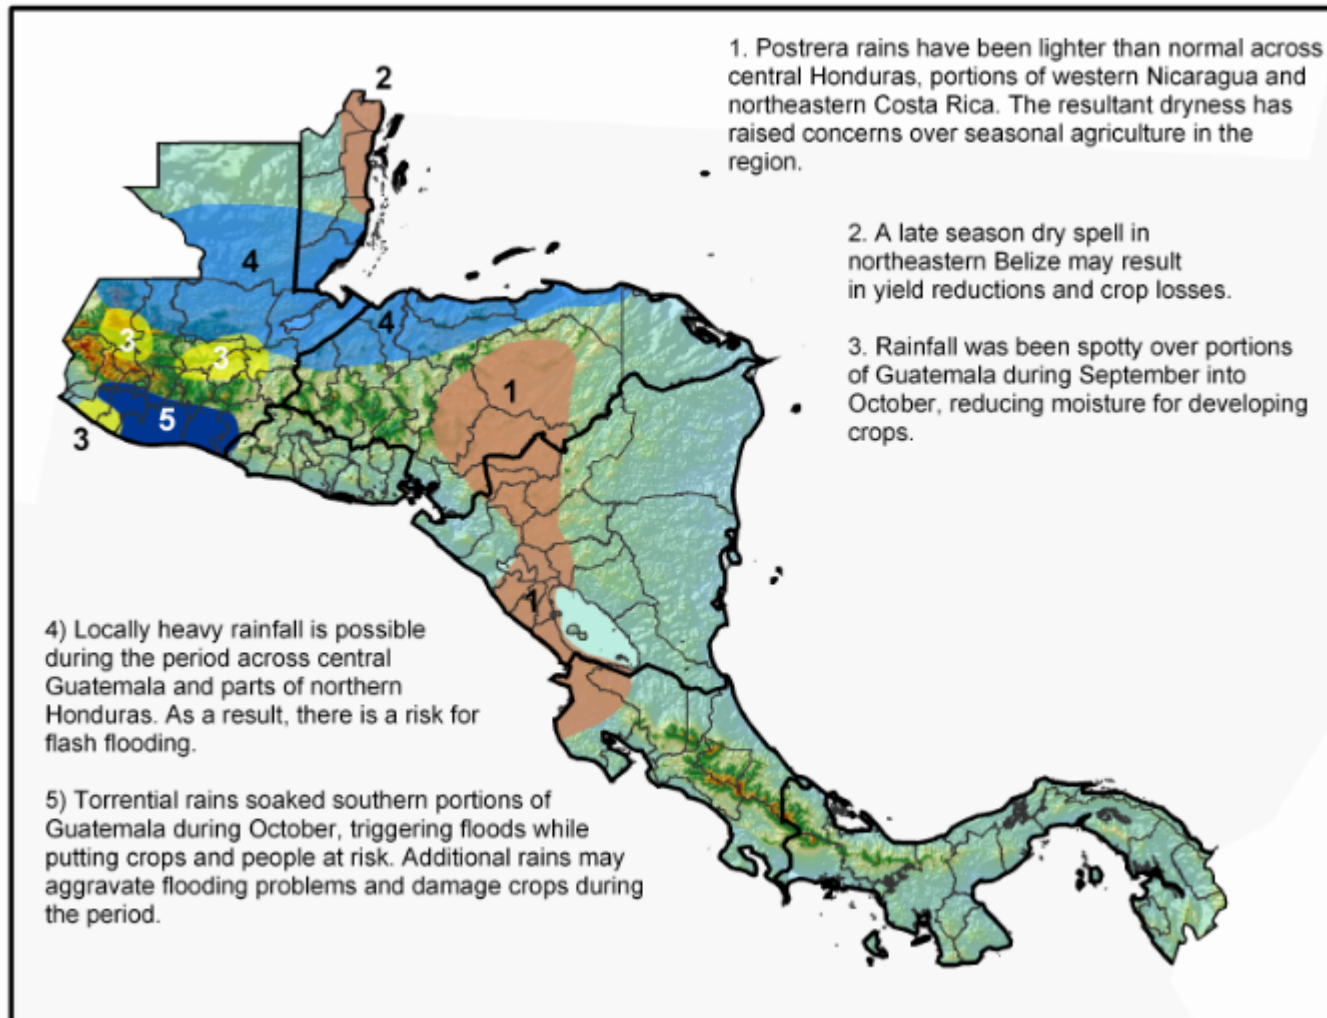 1. Postrera rains have been lighter than normal across
central Honduras, portions of western Nicaragua and
northeastern Costa Rica. The resultant dryness has
raised concerns over seasonal agriculture in the
region.
2
2. A late season dry spell in
northeastern Belize may result
in yield reductions and crop losses.
4
4
3
3
3. Rainfall was been spotty over portions
of Guatemala during September into
October, reducing moisture for developing
crops.
1
5
3
1
4) Locally heavy rainfall is possible
during the period across central
Guatemala and parts of northern
Honduras. As a result, there is a risk for
flash flooding.
5) Torrential rains soaked southern portions of
Guatemala during October, triggering floods while
putting crops and people at risk. Additional rains may
aggravate flooding problems and damage crops during
the period.